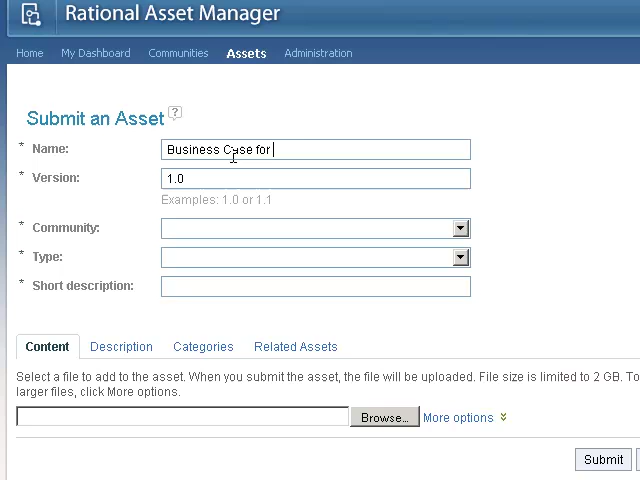 Rational Asset Manager
Home My Dashboard Communities Assets Administration
Submit an Asset ?
* Name: Business Case for
* Version: 1.0
Examples: 1.0 or 1.1
* Community:
* Type:
* Short description:
Content Description Categories Related Assets
Select a file to add to the asset. When you submit the asset, the file will be uploaded. File size is limited to 2 GB. To
larger files, click More options.
Browse... More options
Submit